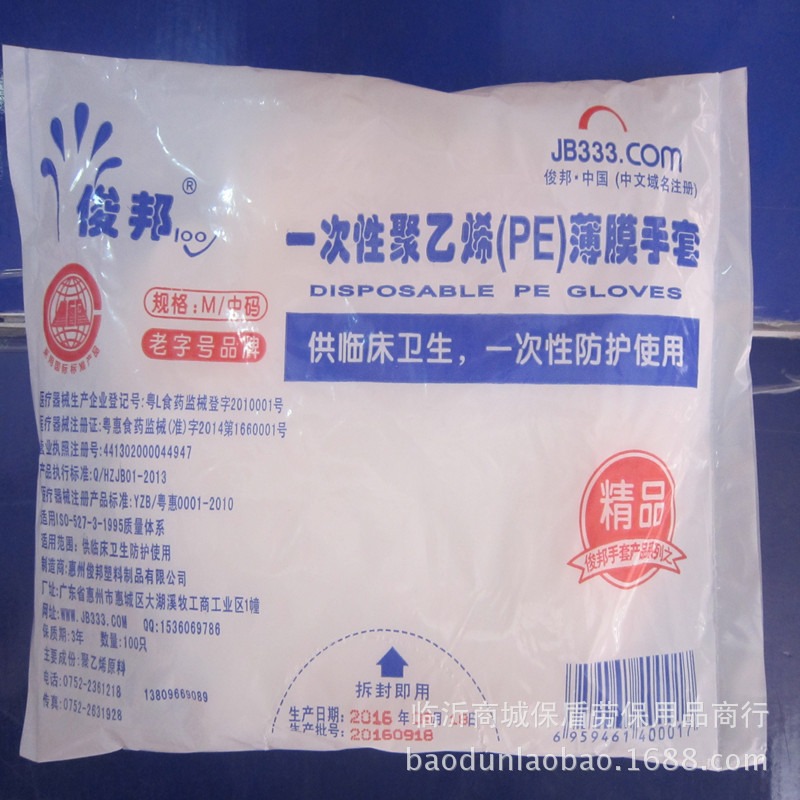 JB333.COM
俊邦·中国 (中文域名注册)
俊邦®
100
一次性聚乙烯(PE)薄膜手套
DISPOSABLE PE GLOVES
规格:M/中码
老字号品牌
供临床卫生，一次性防护使用
医疗器械生产企业登记号:粤L食药监械登字2010001号
医疗器械注册证:粤惠食药监械(准)字2014第1660001号
企业执照注册号:441302000044947
产品执行标准:Q/HZJB01-2013
医疗器械注册产品标准:YZB/粤惠0001-2010
适用ISO-527-3-1995质量体系
适用范围: 供临床卫生防护使用
制造商:惠州俊邦塑料制品有限公司
厂址:广东省惠州市惠城区大湖溪牧工商工业区1幢
网址:WWW.JB333.COM QQ:1536069786
保质期:3年 数量:100只
主要成份:聚乙烯原料
电话:0752-2361218 13809669089
传真:0752-2831928
精品
俊邦手套产品系列之
拆封即用
生产日期: 2016年
生产批号: 20160918
6 959461 400017
临沂商城保盾劳保用品商行
baodunlaobao.1688.com